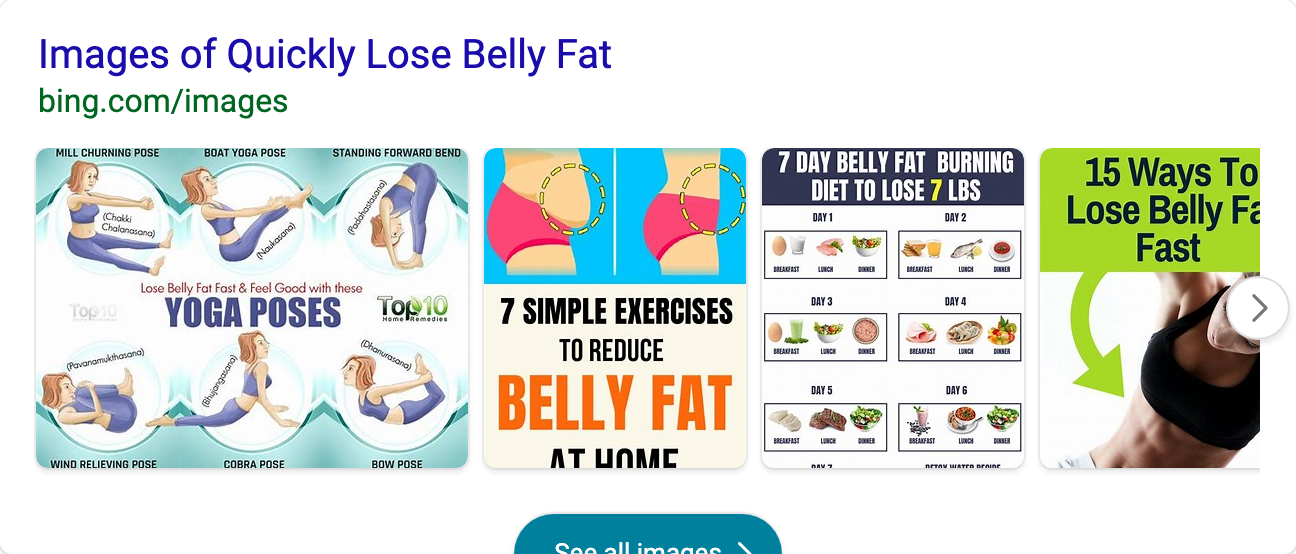 Images of Quickly Lose Belly Fat
bing.com/images
MILL CHURNING POSE
BOAT YOGA POSE
STANDING FORWARD BEND
(Chakki
Chalanasana)
(Naukasana)
(Padahastasana)
Lose Belly Fat Fast & Feel Good with these
YOGA POSES
Top10
Home Remedies
Top10
Home Remedies
(Pavanamukthasana)
(Bhujangasana)
(Dhanurasana)
WIND RELIEVING POSE
COBRA POSE
BOW POSE
7 SIMPLE EXERCISES
TO REDUCE
BELLY FAT
AT HOME
7 DAY BELLY FAT BURNING
DIET TO LOSE 7 LBS
DAY 1
DAY 2
BREAKFAST LUNCH DINNER
BREAKFAST LUNCH DINNER
DAY 3
DAY 4
BREAKFAST LUNCH DINNER
BREAKFAST LUNCH DINNER
DAY 5
DAY 6
BREAKFAST LUNCH DINNER
BREAKFAST LUNCH DINNER
DAY 7
DETOX WATER RECIPE
15 Ways To
Lose Belly Fa
Fast
See all images